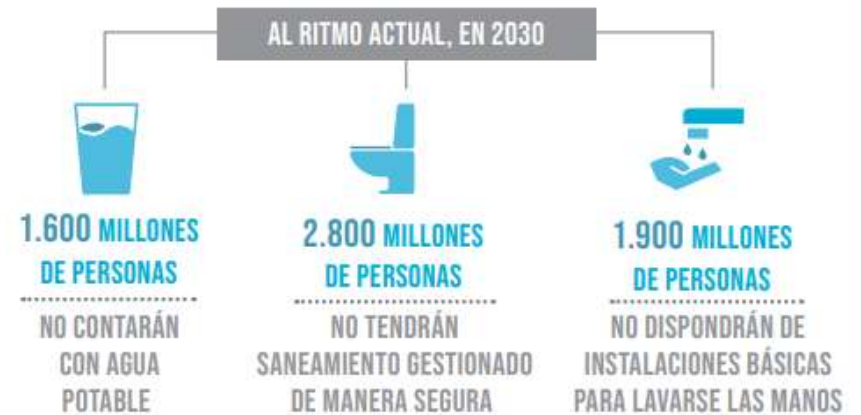 AL RITMO ACTUAL, EN 2030
1.600 MILLONES
DE PERSONAS
NO CONTARÁN
CON AGUA
POTABLE
2.800 MILLONES
DE PERSONAS
NO TENDRÁN
SANEAMIENTO GESTIONADO
DE MANERA SEGURA
1.900 MILLONES
DE PERSONAS
NO DISPONDRÁN DE
INSTALACIONES BÁSICAS
PARA LAVARSE LAS MANOS